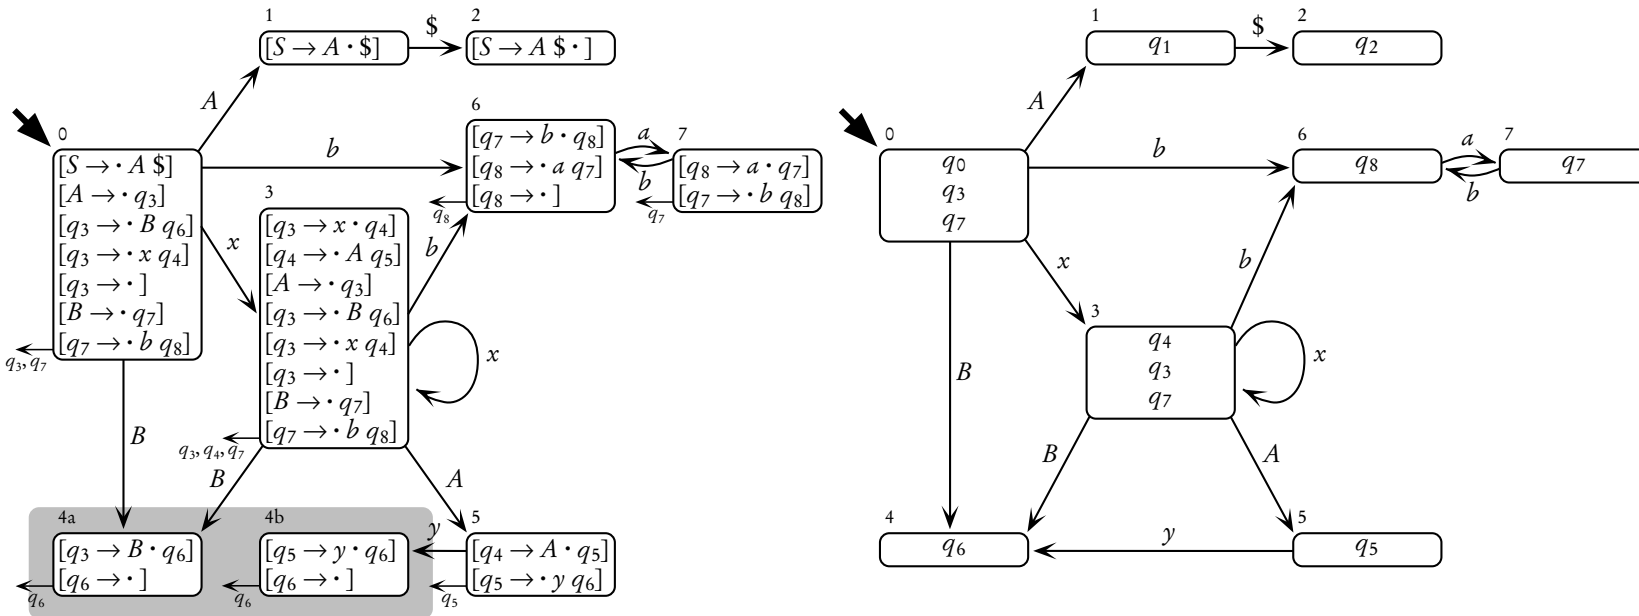 1
[S → A · $]
$
2
[S → A $ · ]
A
0
[S → · A $]
[A → · q3]
[q3 → · B q6]
[q3 → · x q4]
[q3 → · ]
[B → · q7]
[q7 → · b q8]
q3, q7
b
x
B
6
[q7 → b · q8]
[q8 → · a q7]
[q8 → · ]
q8
a
b
7
[q8 → a · q7]
[q7 → · b q8]
q7
3
[q3 → x · q4]
[q4 → · A q5]
[A → · q3]
[q3 → · B q6]
[q3 → · x q4]
[q3 → · ]
[B → · q7]
[q7 → · b q8]
q3, q4, q7
b
x
B
A
4a
[q3 → B · q6]
[q6 → · ]
q6
4b
[q5 → y · q6]
[q6 → · ]
q6
y
5
[q4 → A · q5]
[q5 → · y q6]
q5
1
q1
$
2
q2
A
0
q0
q3
q7
b
x
B
6
q8
a
b
7
q7
3
q4
q3
q7
b
x
B
A
4
q6
y
5
q5